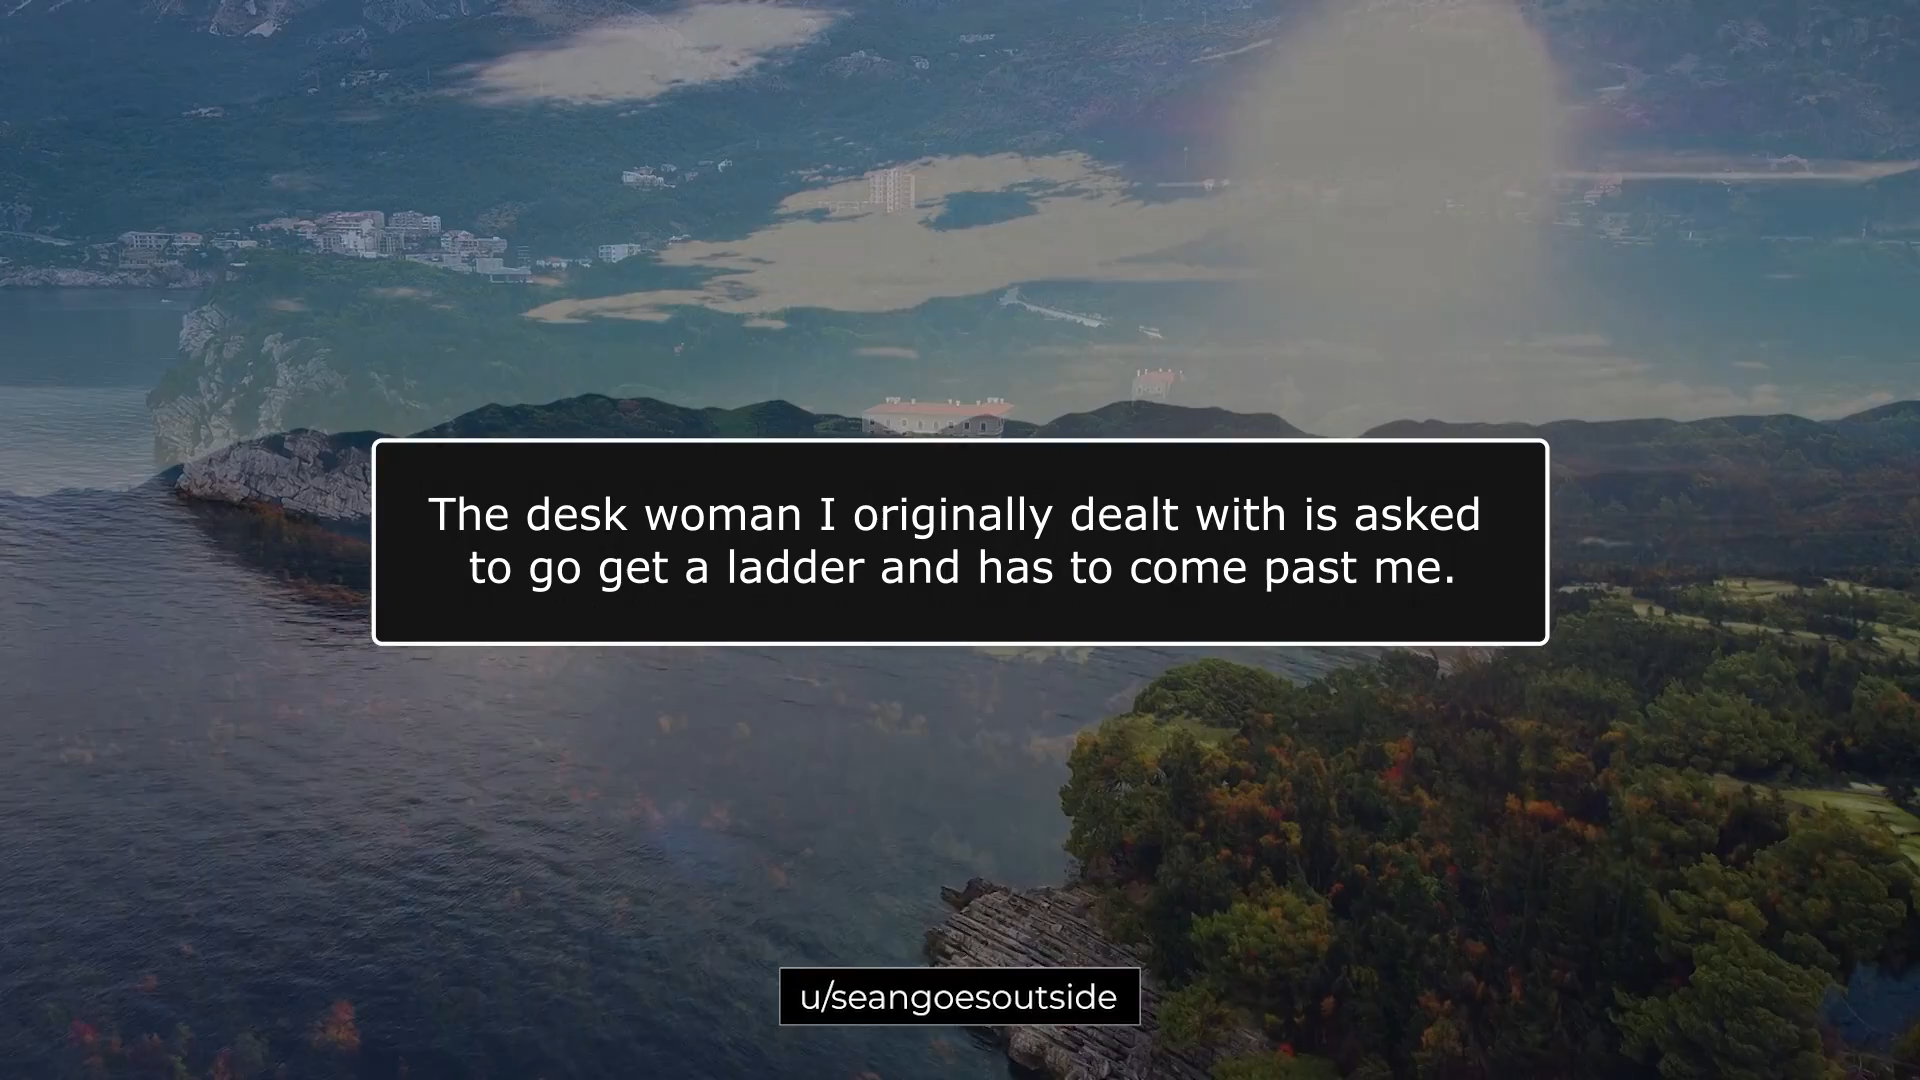 The desk woman I originally dealt with is asked
to go get a ladder and has to come past me.
u/seangoesoutside